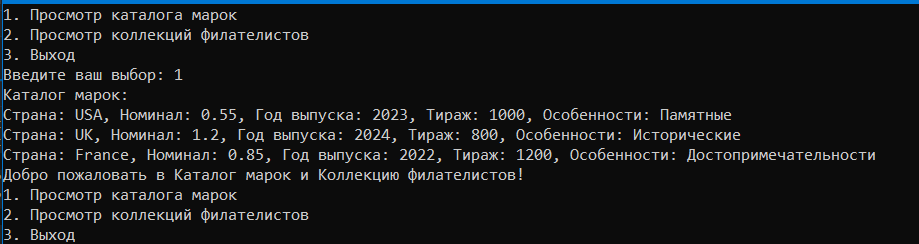 1. Просмотр каталога марок
2. Просмотр коллекций филателистов
3. Выход
Введите ваш выбор: 1
Каталог марок:
Страна: USA, Номинал: 0.55, Год выпуска: 2023, Тираж: 1000, Особенности: Памятные
Страна: UK, Номинал: 1.2, Год выпуска: 2024, Тираж: 800, Особенности: Исторические
Страна: France, Номинал: 0.85, Год выпуска: 2022, Тираж: 1200, Особенности: Достопримечательности
Добро пожаловать в Каталог марок и Коллекцию филателистов!
1. Просмотр каталога марок
2. Просмотр коллекций филателистов
3. Выход